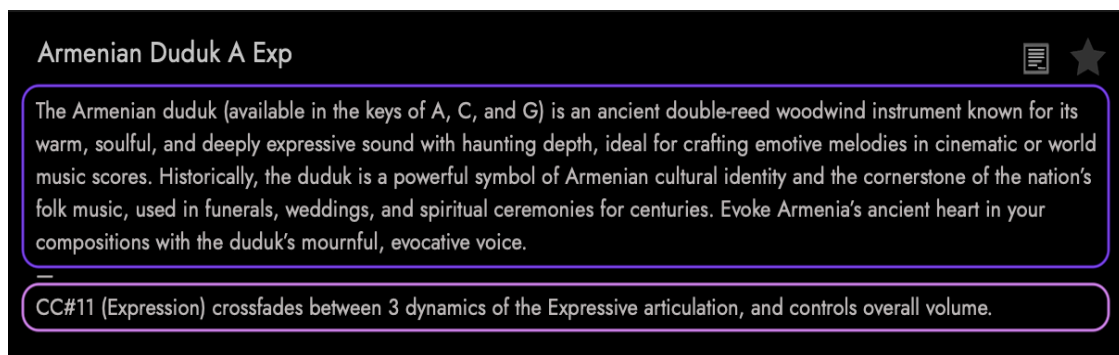 Armenian Duduk A Exp
The Armenian duduk (available in the keys of A, C, and G) is an ancient double-reed woodwind instrument known for its
warm, soulful, and deeply expressive sound with haunting depth, ideal for crafting emotive melodies in cinematic or world
music scores. Historically, the duduk is a powerful symbol of Armenian cultural identity and the cornerstone of the nation’s
folk music, used in funerals, weddings, and spiritual ceremonies for centuries. Evoke Armenia’s ancient heart in your
compositions with the duduk’s mournful, evocative voice.
—
CC#11 (Expression) crossfades between 3 dynamics of the Expressive articulation, and controls overall volume.